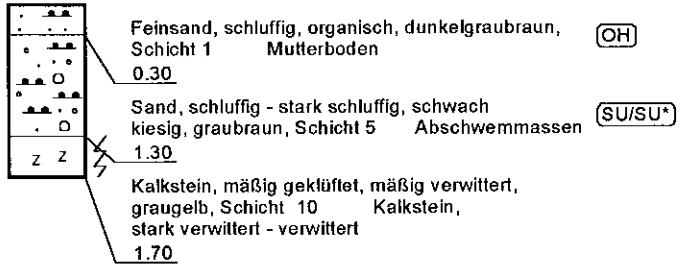 Feinsand, schluffig, organisch, dunkelgraubraun, OH
Schicht 1 Mutterboden
0.30
Sand, schluffig - stark schluffig, schwach SU/SU*
kiesig, graubraun, Schicht 5 Abschwemmassen
1.30
z z
Kalkstein, mäßig geklüftet, mäßig verwittert,
graugelb, Schicht 10 Kalkstein,
stark verwittert - verwittert
1.70